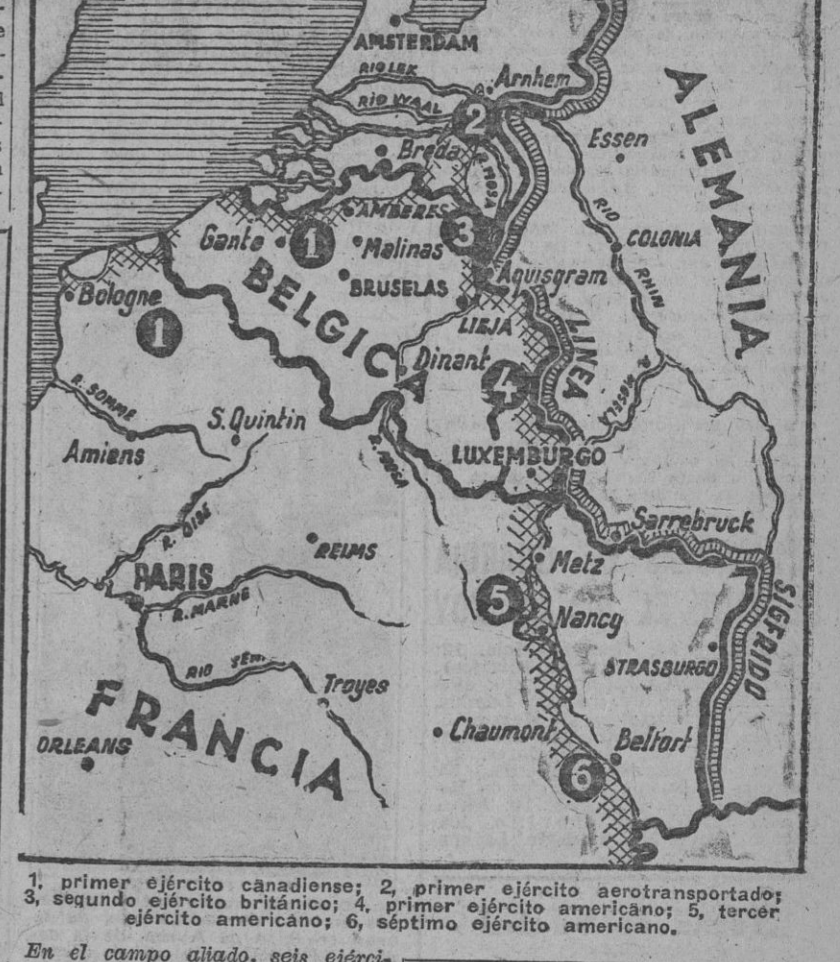 AMSTERDAM
RIO LEK
Arnhem
RIO WAAL
2
Essen
ALEMANIA
Breda
R. MOSA
AMBERES
Gante
1
Malinas
3
RIO
COLONIA
RHIN
BELGICA
BRUSELAS
Aquisgram
Bologne
1
LIEJA
LINEA
Dinant
4
R. MOSELA
R. SOMME
S. Quintin
Amiens
R. MOSA
LUXEMBURGO
R. OISE
REIMS
Sarrebruck
PARIS
R. MARNE
Metz
5
Nancy
SIGFRIDO
RIO
STRASBURGO
Troyes
FRANCIA
ORLEANS
Chaumont
Belfort
6
1, primer ejército canadiense; 2, primer ejército aerotransportado;
3, segundo ejército británico; 4, primer ejército americano; 5, tercer
ejército americano; 6, séptimo ejército americano.
En el campo aliado, seis ejérci-